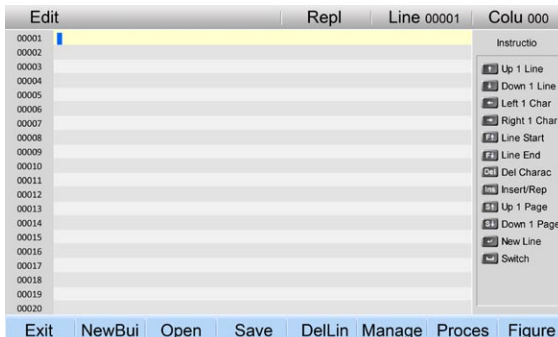 Edit Repl Line 00001 Colu 000
00001
00002
00003
00004
00005
00006
00007
00008
00009
00010
00011
00012
00013
00014
00015
00016
00017
00018
00019
00020
Instructio
↑ Up 1 Line
↓ Down 1 Line
← Left 1 Char
→ Right 1 Char
F↑ Line Start
F↓ Line End
Del Del Charac
Ins Insert/Rep
S↑ Up 1 Page
S↓ Down 1 Page
↵ New Line
Switch
Exit NewBui Open Save DelLin Manage Proces Figure